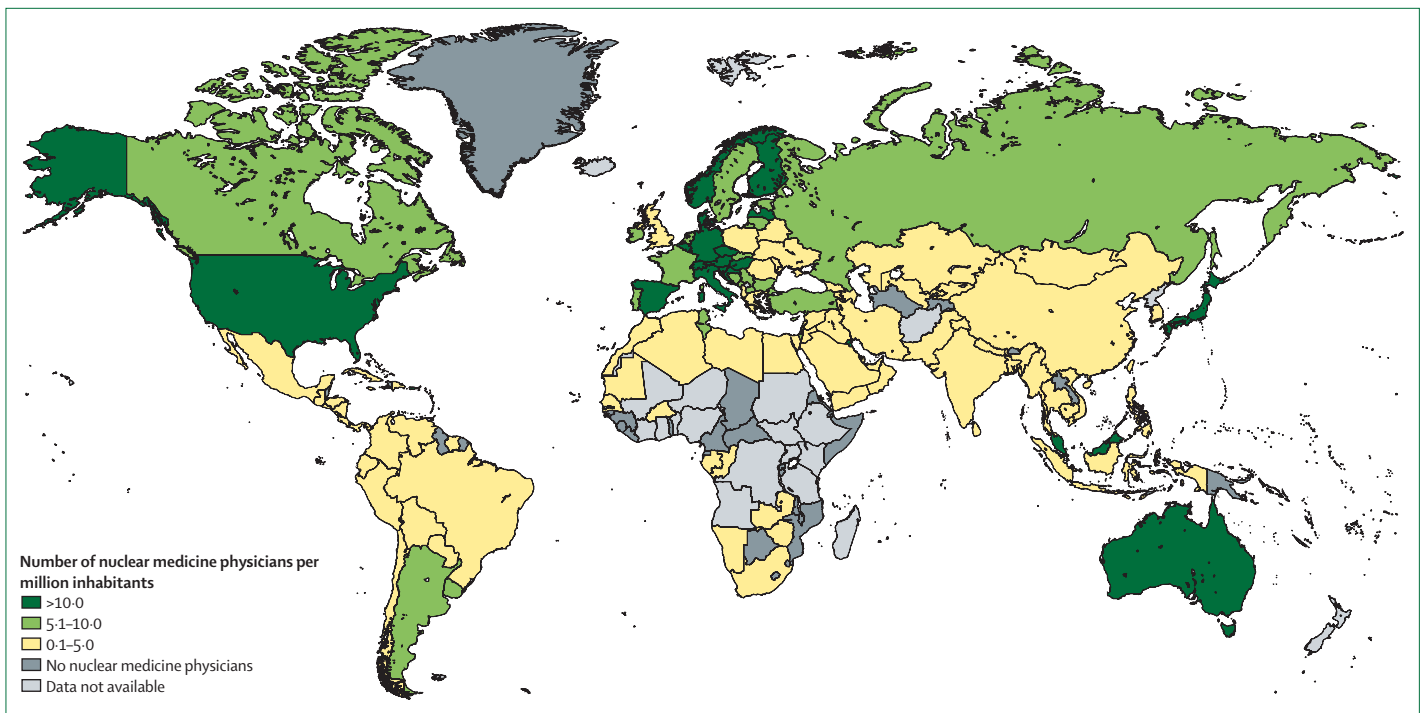 Number of nuclear medicine physicians per
million inhabitants
>10·0
5·1–10·0
0·1–5·0
No nuclear medicine physicians
Data not available